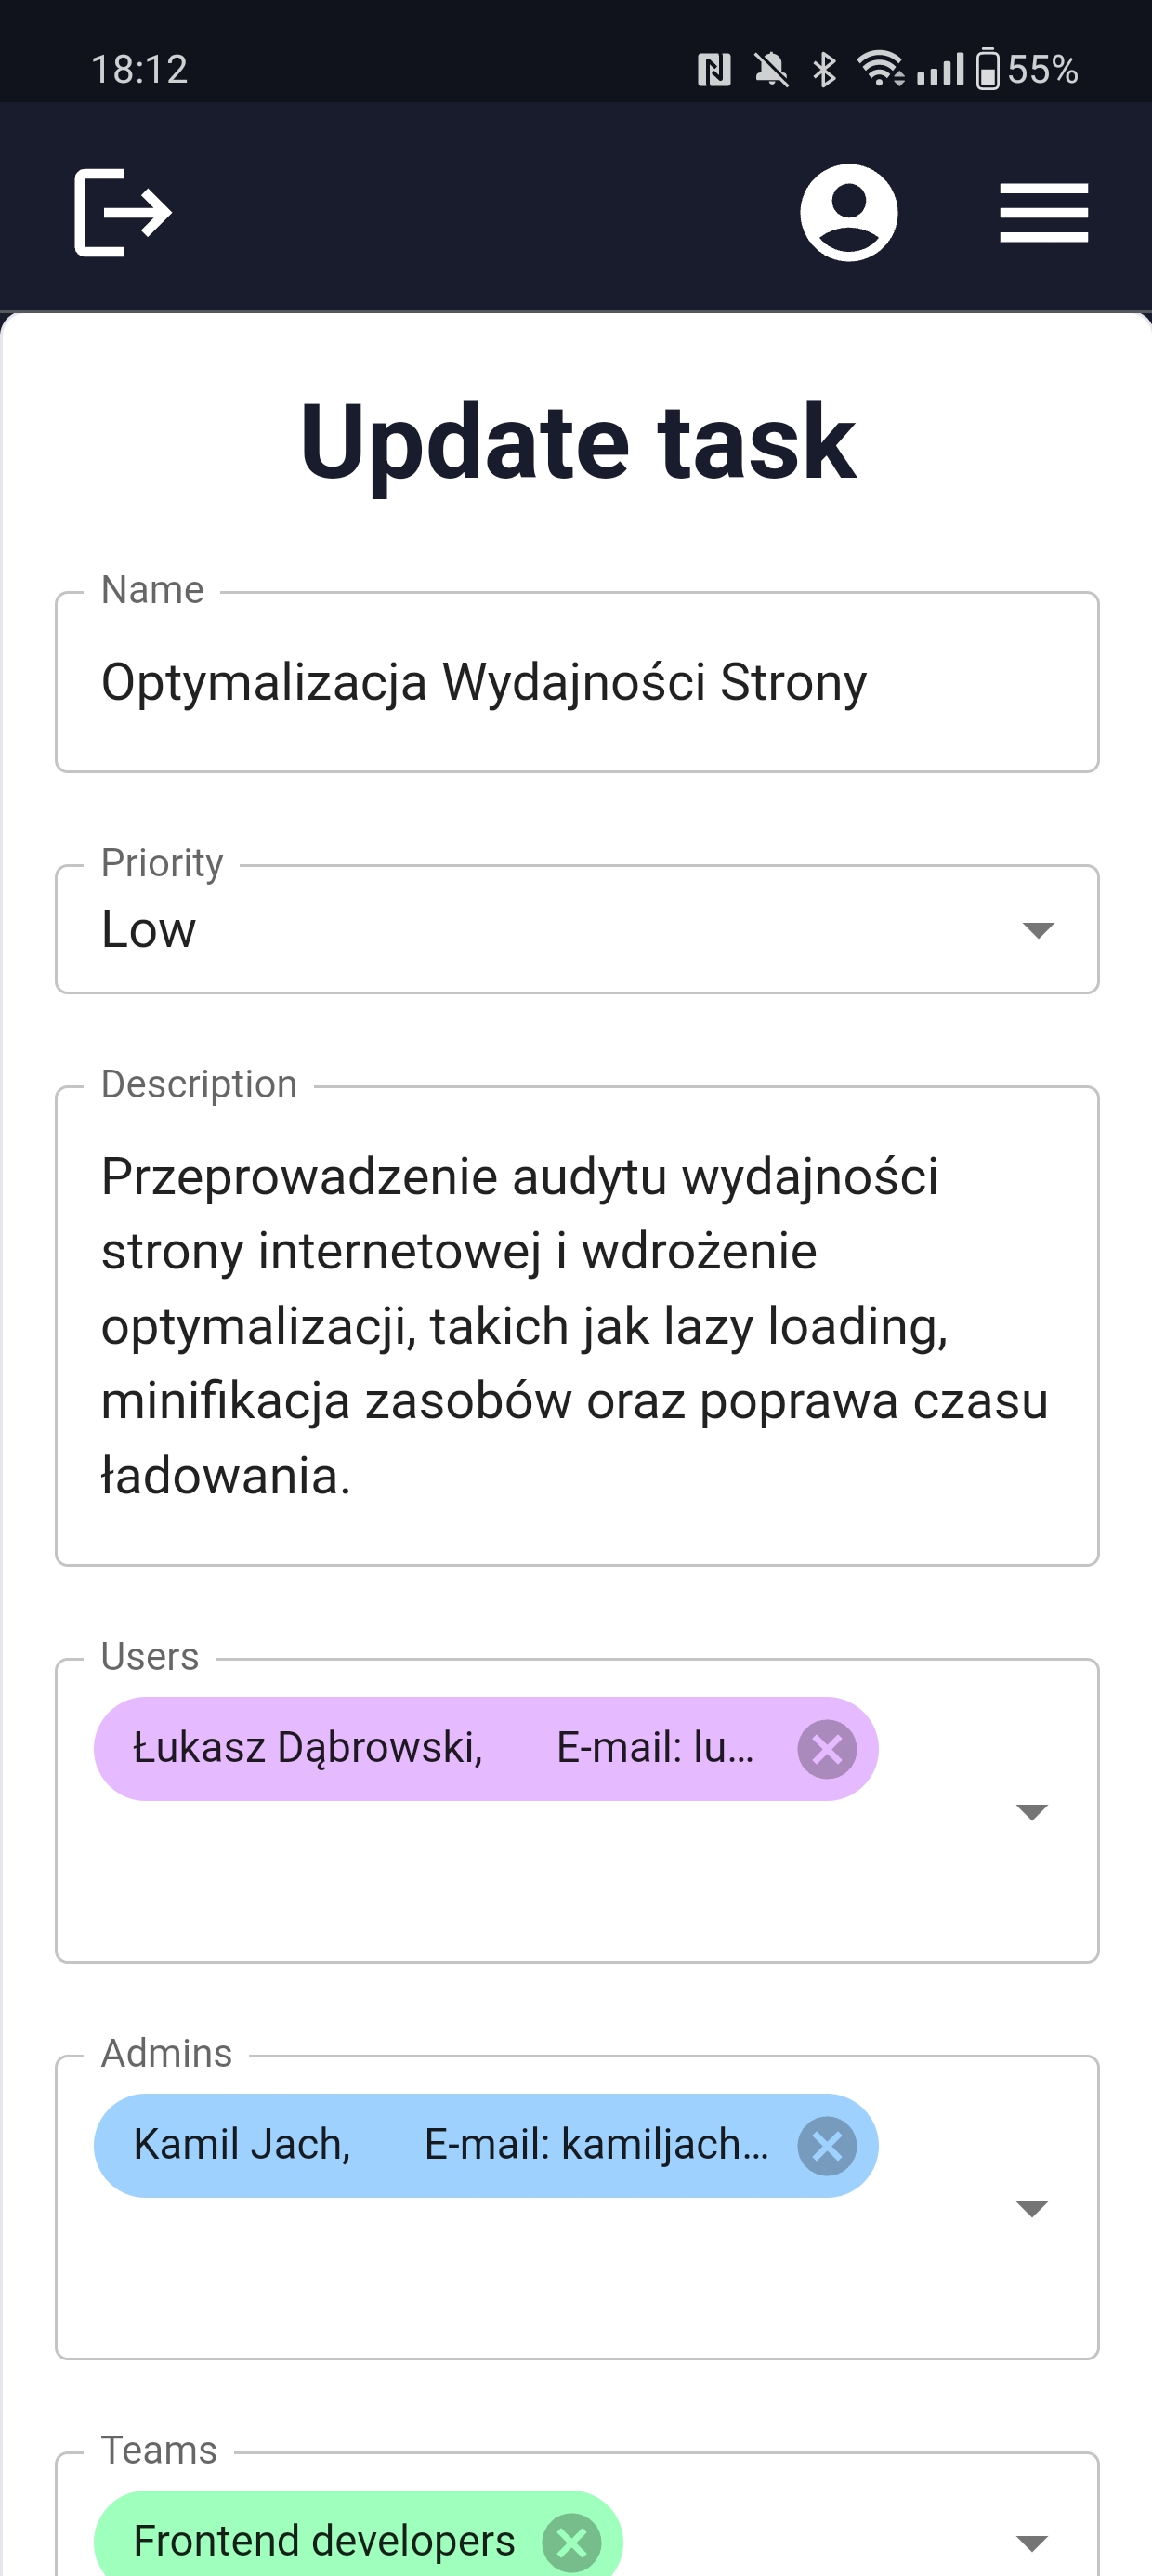 18:12 55%
Update task
Name
Optymalizacja Wydajności Strony
Priority
Low
Description
Przeprowadzenie audytu wydajności
strony internetowej i wdrożenie
optymalizacji, takich jak lazy loading,
minifikacja zasobów oraz poprawa czasu
ładowania.
Users
Łukasz Dąbrowski, E-mail: lu...
Admins
Kamil Jach, E-mail: kamiljach...
Teams
Frontend developers